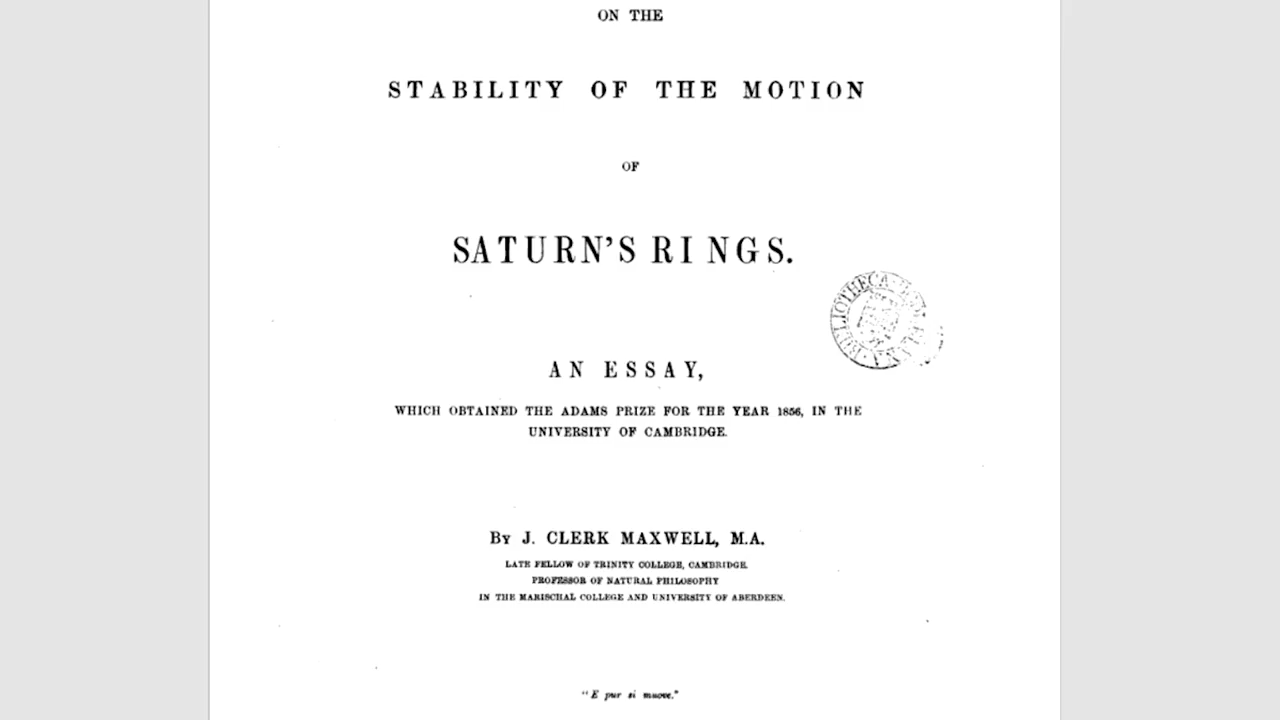 ON THE
STABILITY OF THE MOTION
OF
SATURN'S RINGS.
AN ESSAY,
WHICH OBTAINED THE ADAMS PRIZE FOR THE YEAR 1856, IN THE
UNIVERSITY OF CAMBRIDGE.
BY J. CLERK MAXWELL, M.A.
LATE FELLOW OF TRINITY COLLEGE, CAMBRIDGE.
PROFESSOR OF NATURAL PHILOSOPHY
IN THE MARISCHAL COLLEGE AND UNIVERSITY OF ABERDEEN.
"E pur si muove."
BIBLIOTHECA